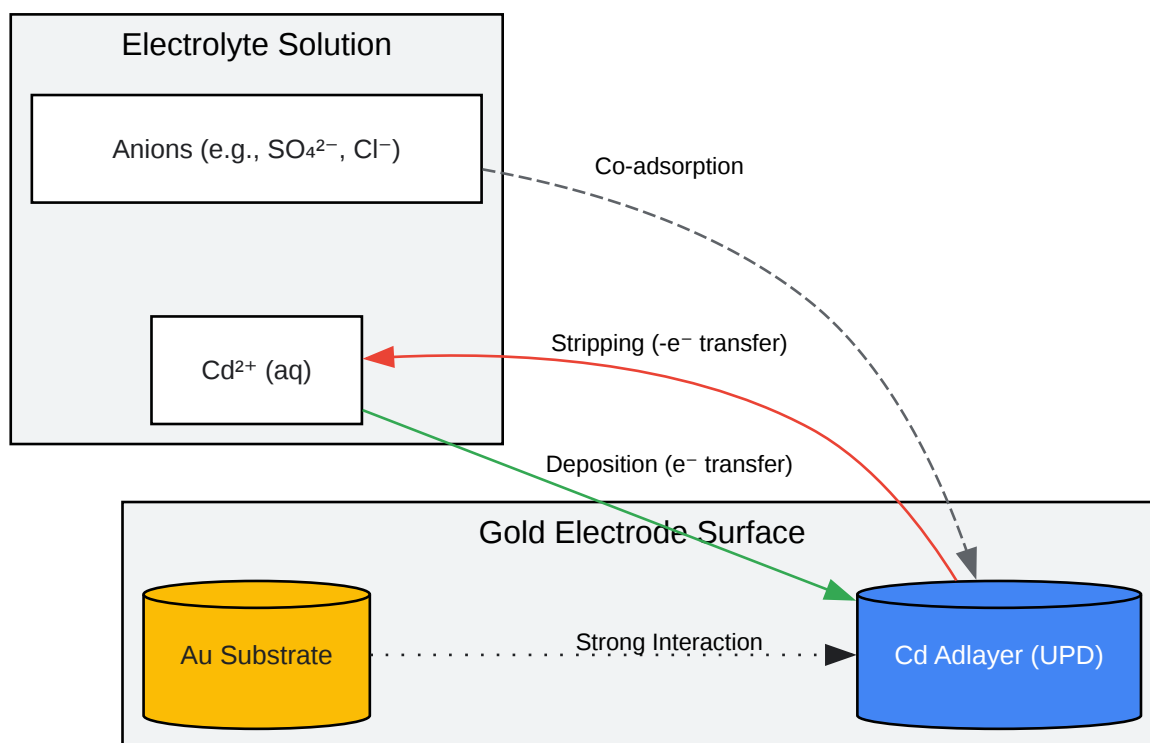 Electrolyte Solution
Anions (e.g., SO₄²⁻, Cl⁻)
Co-adsorption
Stripping (-e⁻ transfer)
Cd²⁺ (aq)
Deposition (e⁻ transfer)
Gold Electrode Surface
Au Substrate
Strong Interaction
Cd Adlayer (UPD)